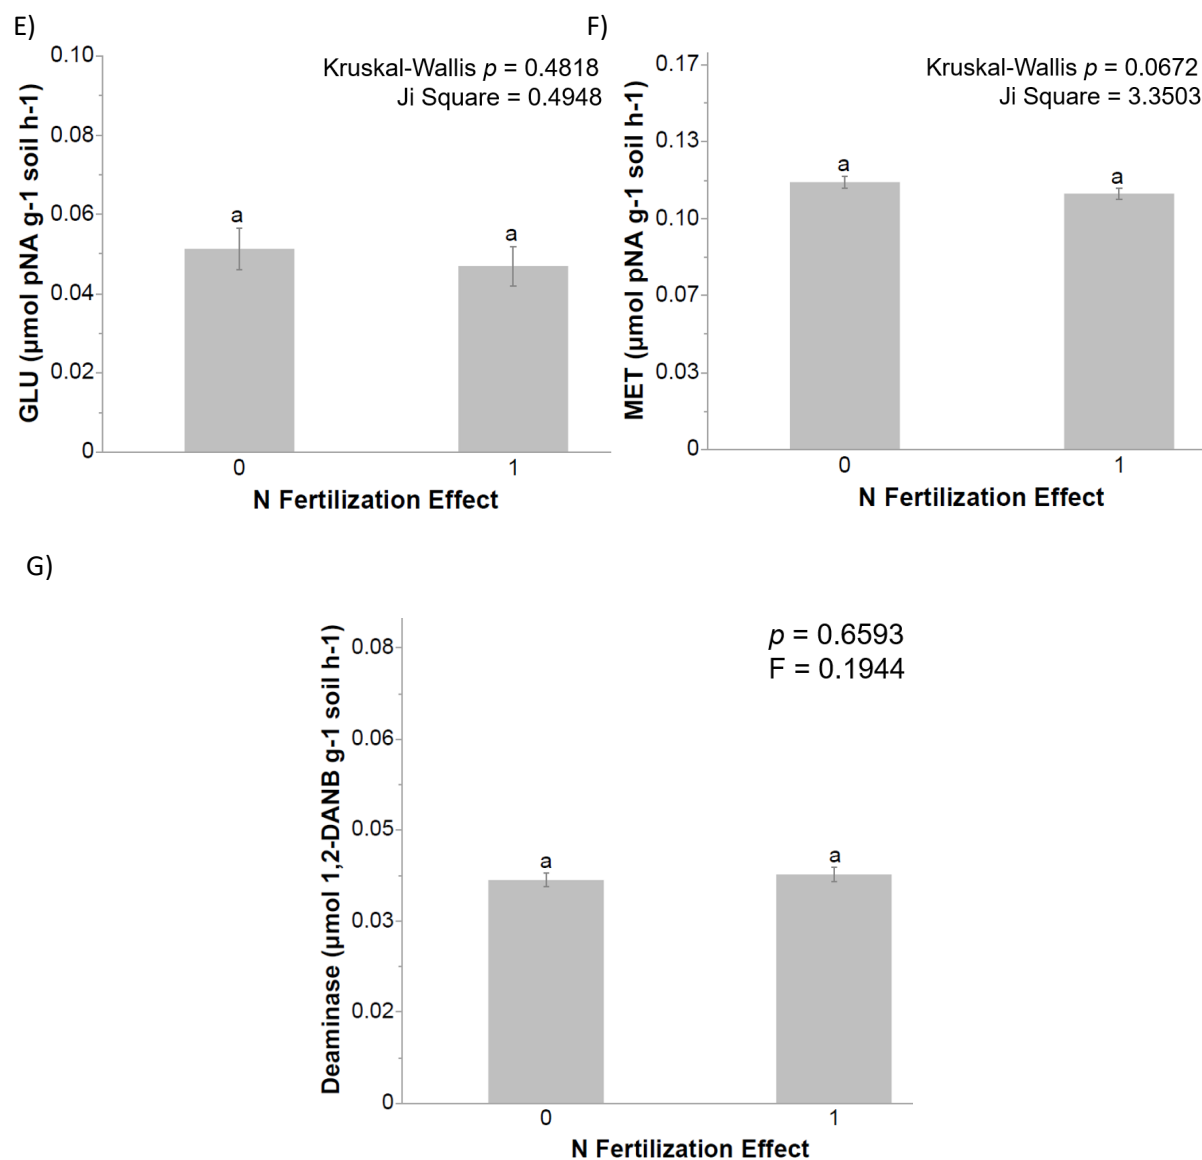 E)
GLU (µmol pNA g-1 soil h-1)
0.10
0.08
0.06
0.04
0.02
0
Kruskal-Wallis p = 0.4818
Ji Square = 0.4948
a
a
0 1
N Fertilization Effect
F)
MET (µmol pNA g-1 soil h-1)
0.17
0.13
0.10
0.07
0.03
0
Kruskal-Wallis p = 0.0672
Ji Square = 3.3503
a
a
0 1
N Fertilization Effect
G)
Deaminase (µmol 1,2-DANB g-1 soil h-1)
0.08
0.06
0.05
0.03
0.02
0
p = 0.6593
F = 0.1944
a
a
0 1
N Fertilization Effect